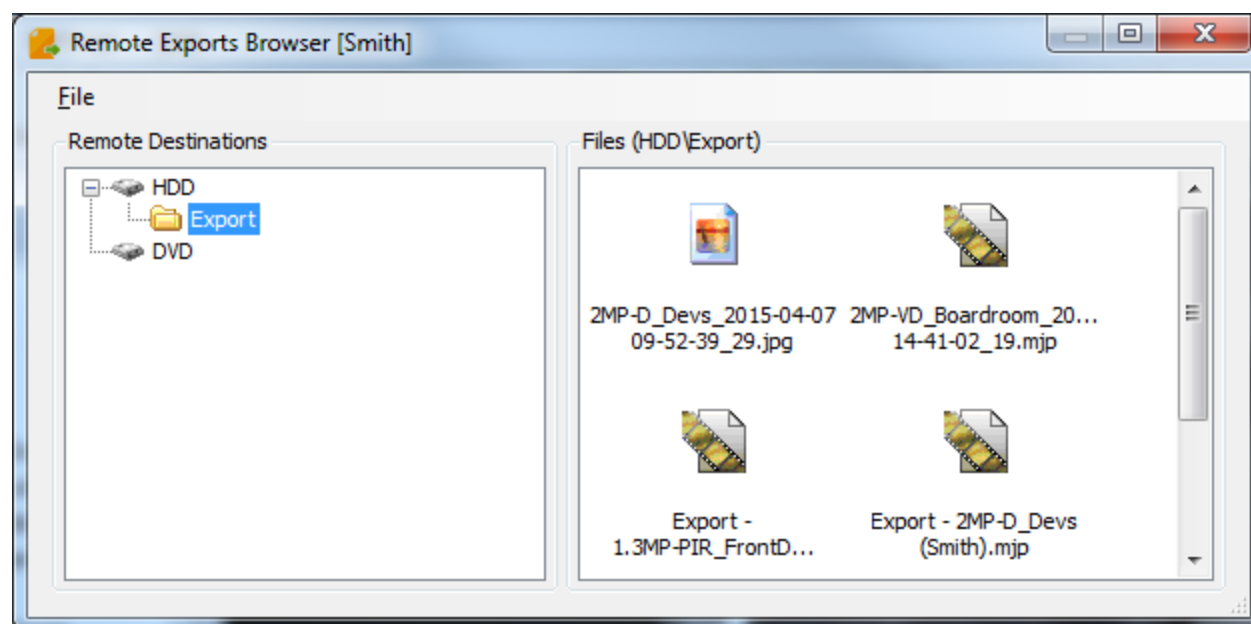 Remote Exports Browser [Smith]
File
Remote Destinations
HDD
Export
DVD
Files (HDD\Export)
2MP-D_Devs_2015-04-07
09-52-39_29.jpg
2MP-VD_Boardroom_20...
14-41-02_19.mjp
Export -
1.3MP-PIR_FrontD...
Export - 2MP-D_Devs
(Smith).mjp